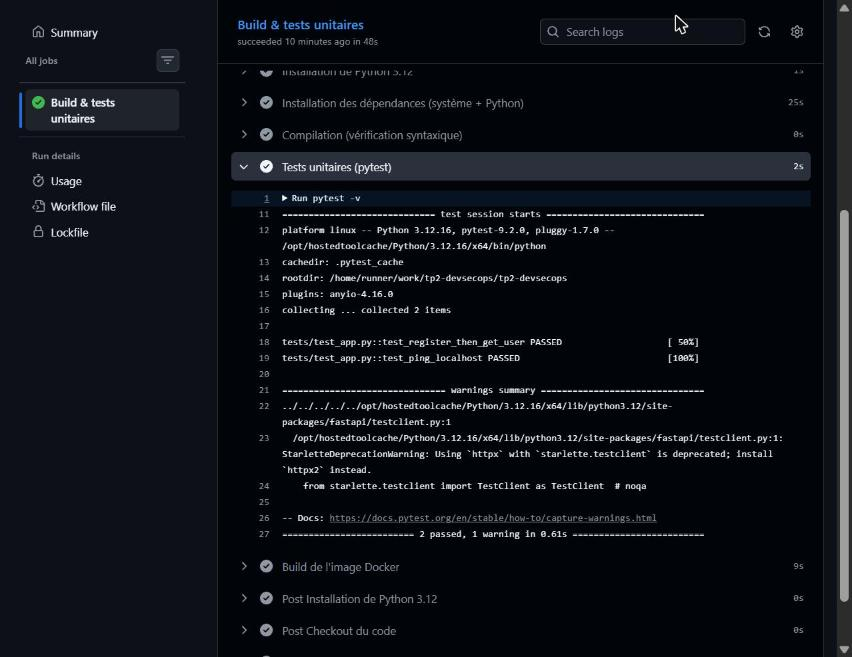 Summary
All jobs
Build & tests
unitaires
Run details
Usage
Workflow file
Lockfile
Build & tests unitaires
succeeded 10 minutes ago in 48s
Search logs
Installation de Python 3.12 1s
Installation des dépendances (système + Python) 25s
Compilation (vérification syntaxique) 0s
Tests unitaires (pytest) 2s
1 ▶ Run pytest -v
11 ============================= test session starts ==============================
12 platform linux -- Python 3.12.16, pytest-9.2.0, pluggy-1.7.0 --
/opt/hostedtoolcache/Python/3.12.16/x64/bin/python
13 cachedir: .pytest_cache
14 rootdir: /home/runner/work/tp2-devsecops/tp2-devsecops
15 plugins: anyio-4.16.0
16 collecting ... collected 2 items
17
18 tests/test_app.py::test_register_then_get_user PASSED [ 50%]
19 tests/test_app.py::test_ping_localhost PASSED [100%]
20
21 =============================== warnings summary ===============================
22 ../../../../../opt/hostedtoolcache/Python/3.12.16/x64/lib/python3.12/site-
packages/fastapi/testclient.py:1
23 /opt/hostedtoolcache/Python/3.12.16/x64/lib/python3.12/site-packages/fastapi/testclient.py:1:
StarletteDeprecationWarning: Using `httpx` with `starlette.testclient` is deprecated; install
`httpx2` instead.
24 from starlette.testclient import TestClient as TestClient # noqa
25
26 -- Docs: https://docs.pytest.org/en/stable/how-to/capture-warnings.html
27 ========================= 2 passed, 1 warning in 0.61s =========================
Build de l'image Docker 9s
Post Installation de Python 3.12 0s
Post Checkout du code 0s